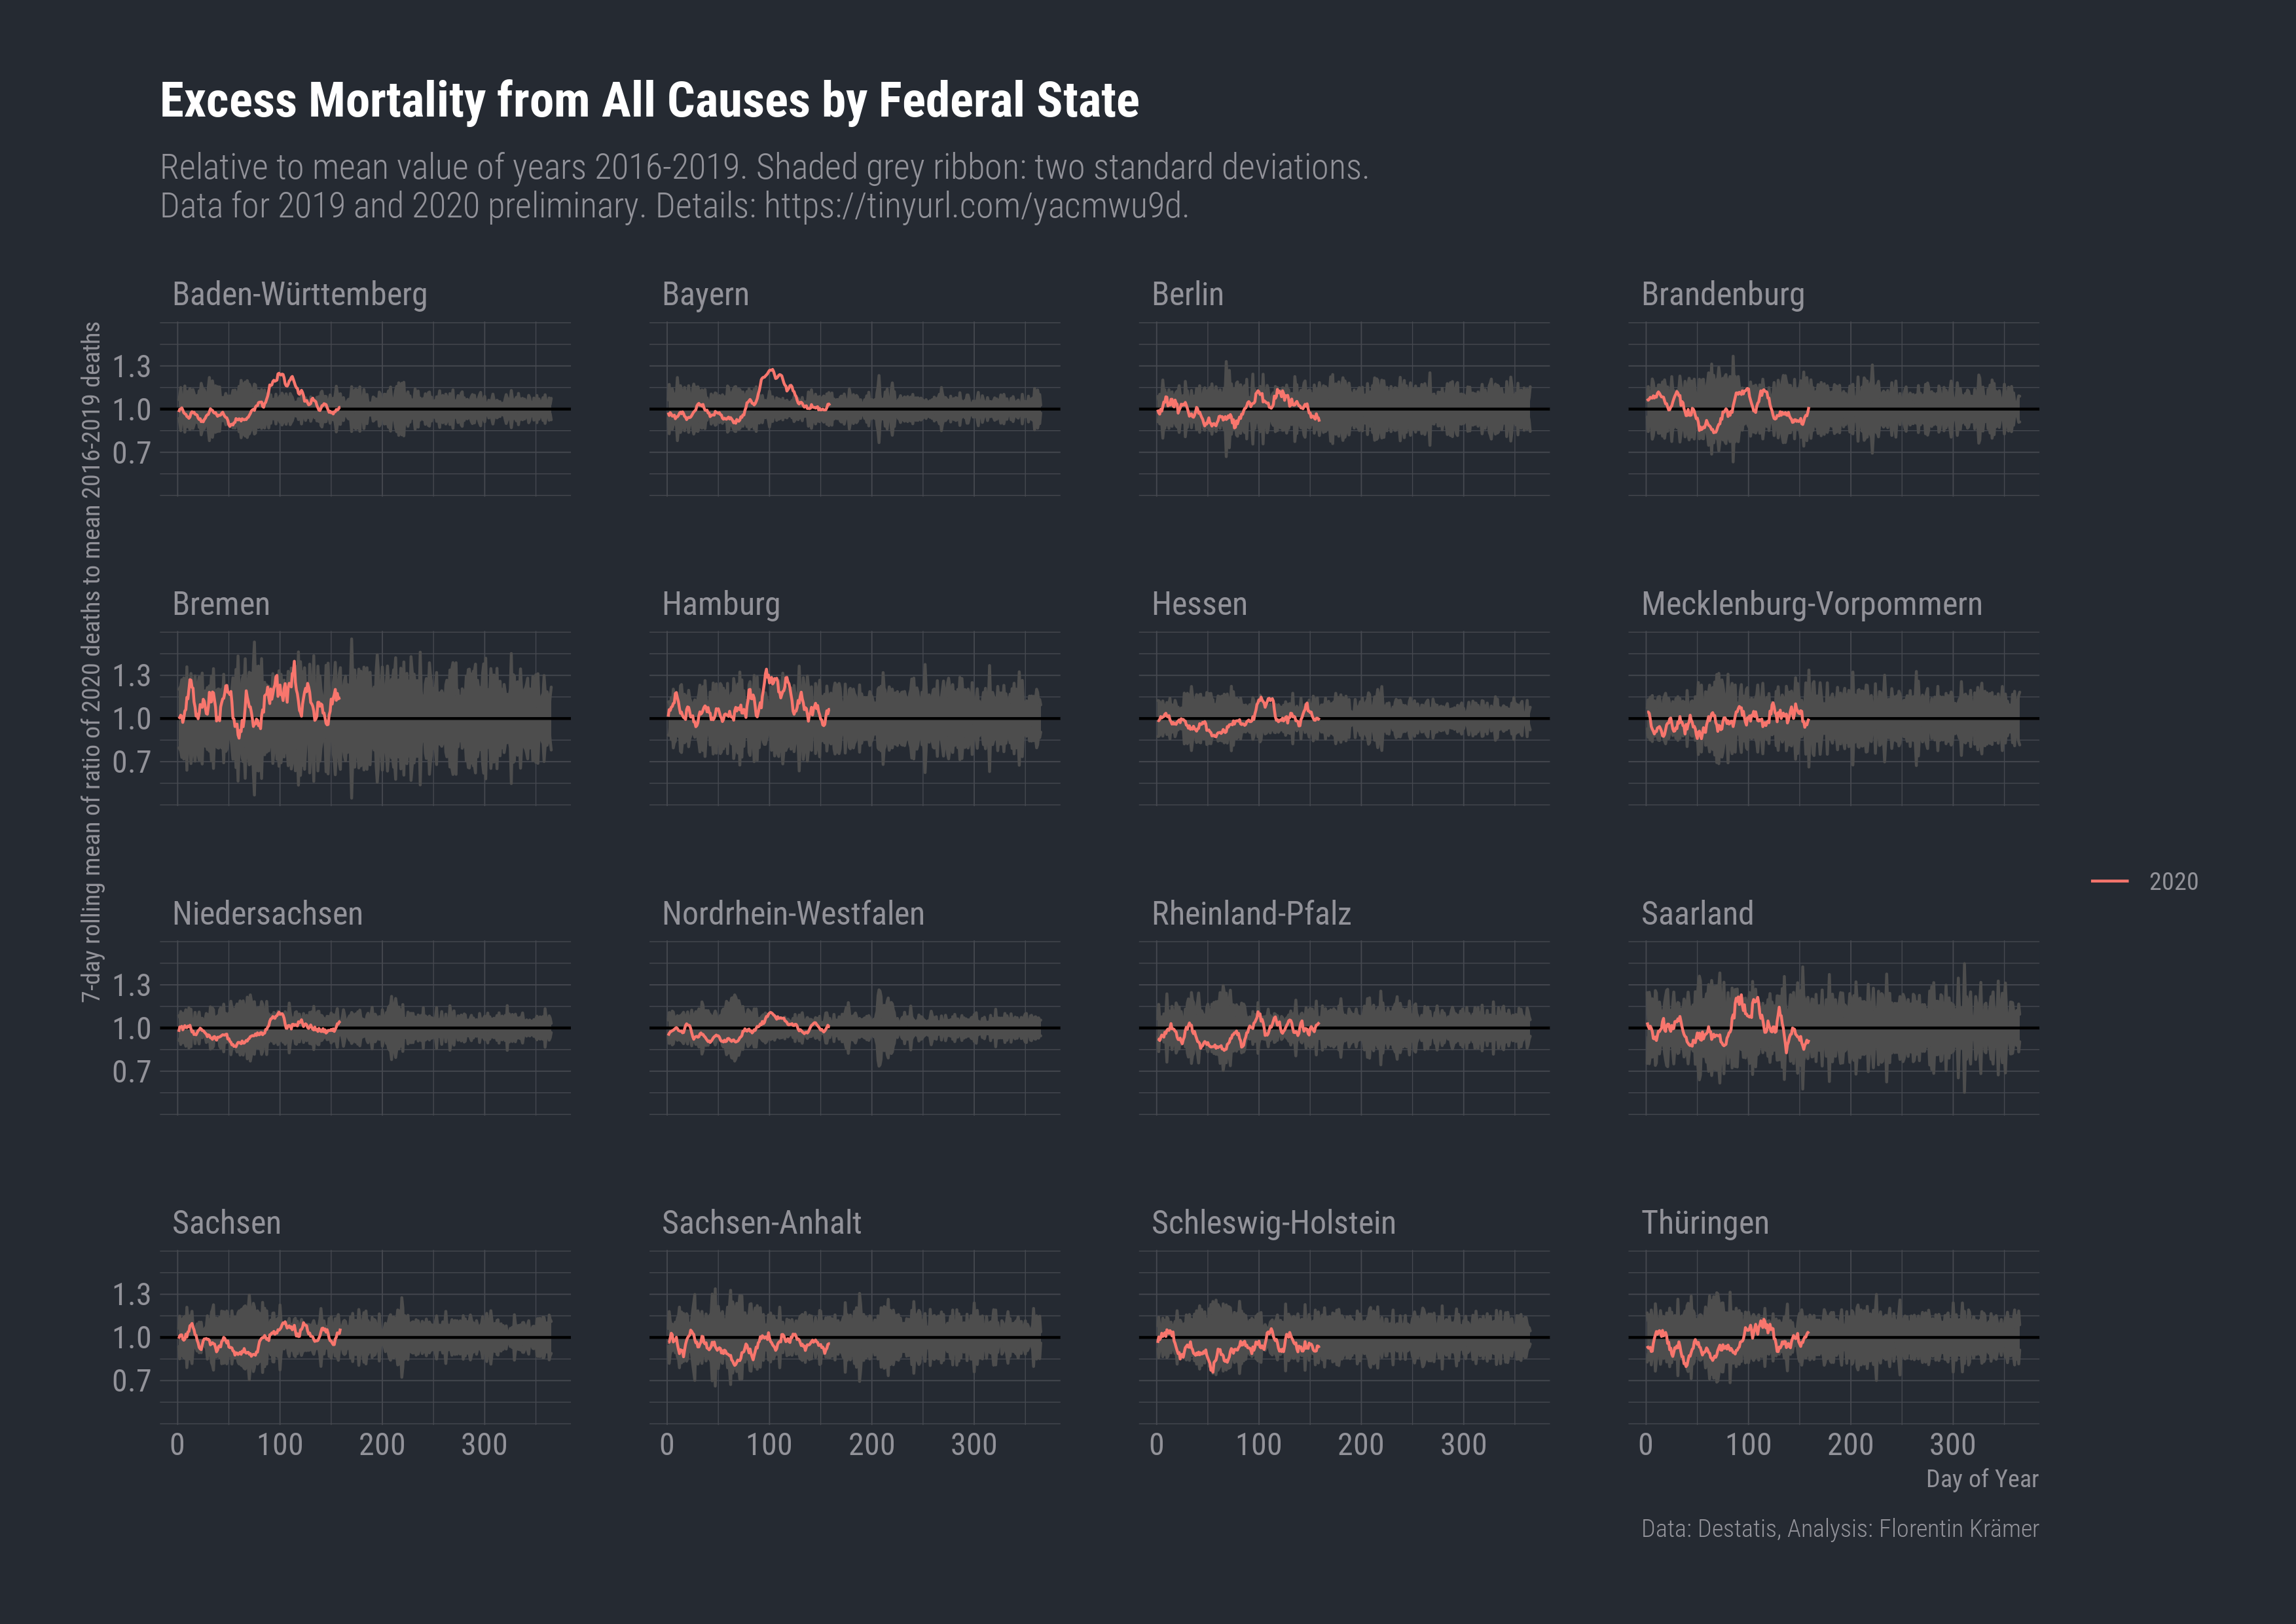 Excess Mortality from All Causes by Federal State
Relative to mean value of years 2016-2019. Shaded grey ribbon: two standard deviations.
Data for 2019 and 2020 preliminary. Details: https://tinyurl.com/yacmwu9d.
7-day rolling mean of ratio of 2020 deaths to mean 2016-2019 deaths
Baden-Württemberg
Bayern
Berlin
Brandenburg
1.3
1.0
0.7
Bremen
Hamburg
Hessen
Mecklenburg-Vorpommern
1.3
1.0
0.7
2020
Niedersachsen
Nordrhein-Westfalen
Rheinland-Pfalz
Saarland
1.3
1.0
0.7
Sachsen
Sachsen-Anhalt
Schleswig-Holstein
Thüringen
1.3
1.0
0.7
0 100 200 300
0 100 200 300
0 100 200 300
0 100 200 300
Day of Year
Data: Destatis, Analysis: Florentin Krämer